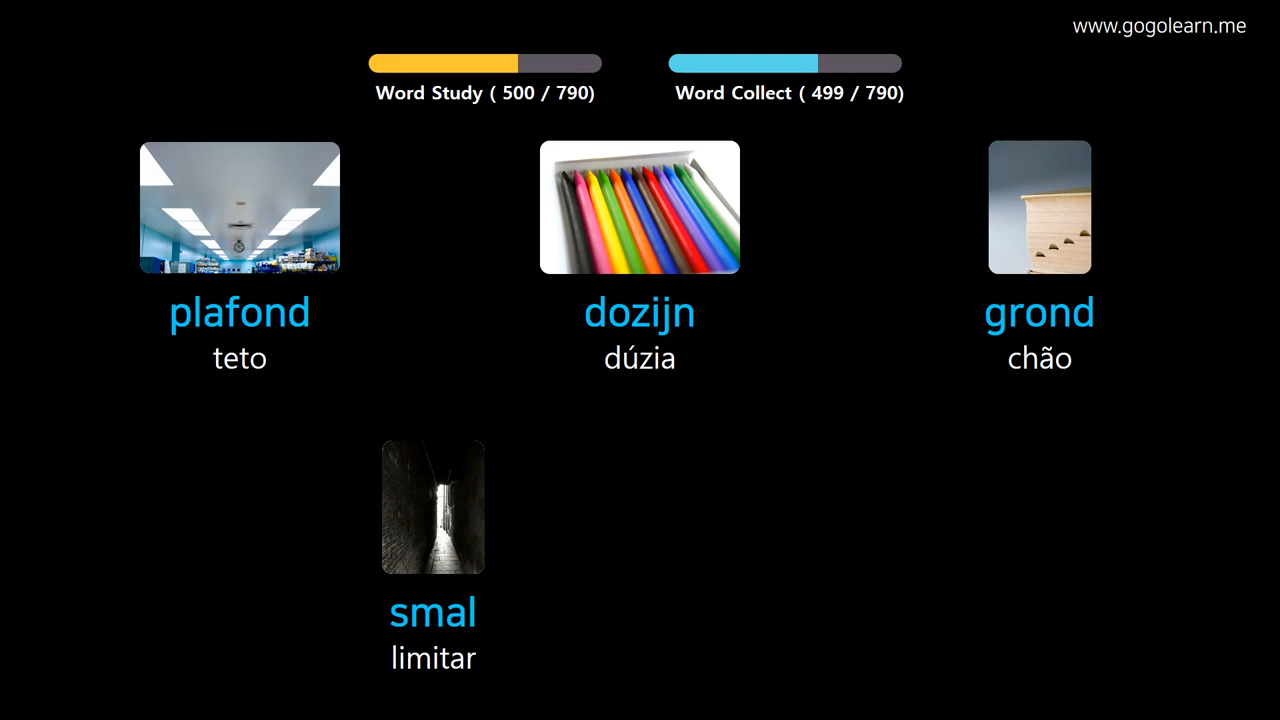 www.gogolearn.me
Word Study ( 500 / 790)
Word Collect ( 499 / 790)
plafond
teto
dozijn
dúzia
grond
chão
smal
limitar